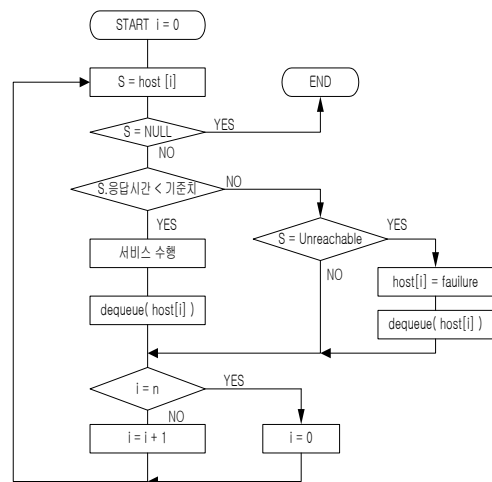 START i = 0
S = host [i]
END
S = NULL
YES
NO
S.응답시간 < 기준치
NO
YES
S = Unreachable
YES
서비스 수행
NO
host[i] = fauilure
dequeue( host[i] )
dequeue( host[i] )
i = n
YES
NO
i = i + 1
i = 0